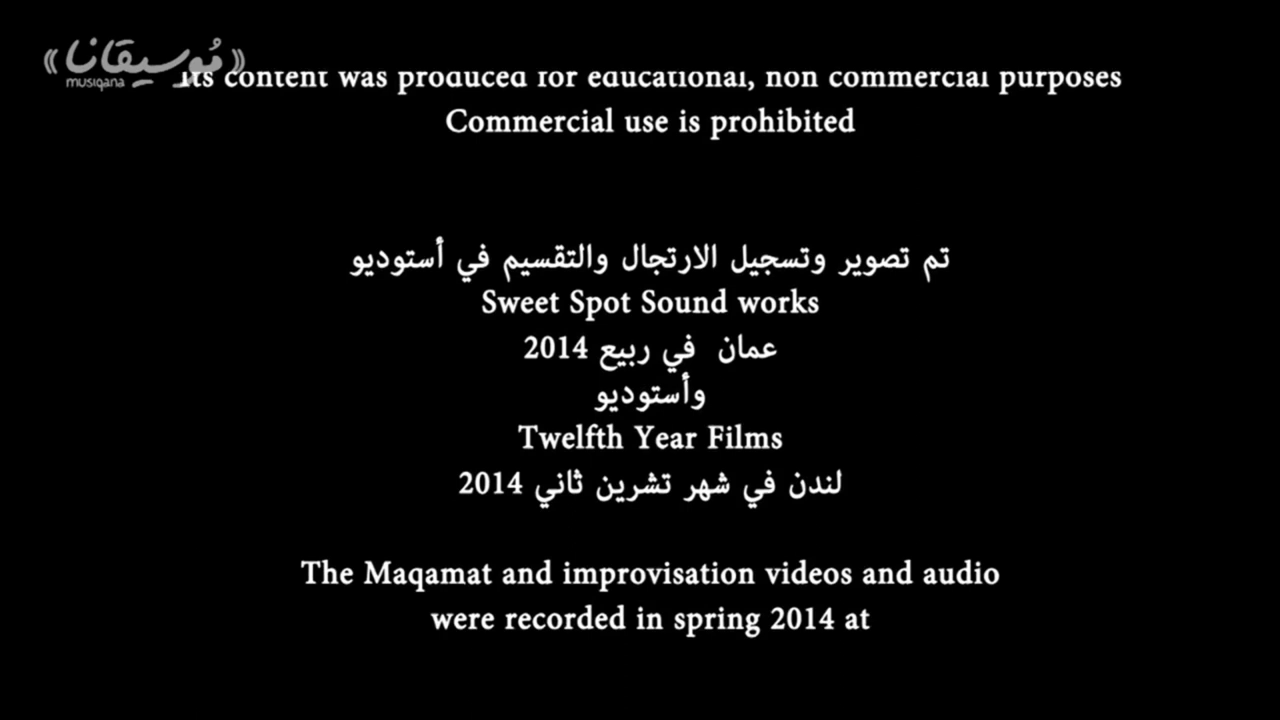 مُوسيقانا
musiqana
Its content was produced for educational, non commercial purposes
Commercial use is prohibited
تم تصوير وتسجيل الارتجال والتقسيم في أستوديو
Sweet Spot Sound works
عمان في ربيع 2014
وأستوديو
Twelfth Year Films
لندن في شهر تشرين ثاني 2014
The Maqamat and improvisation videos and audio
were recorded in spring 2014 at